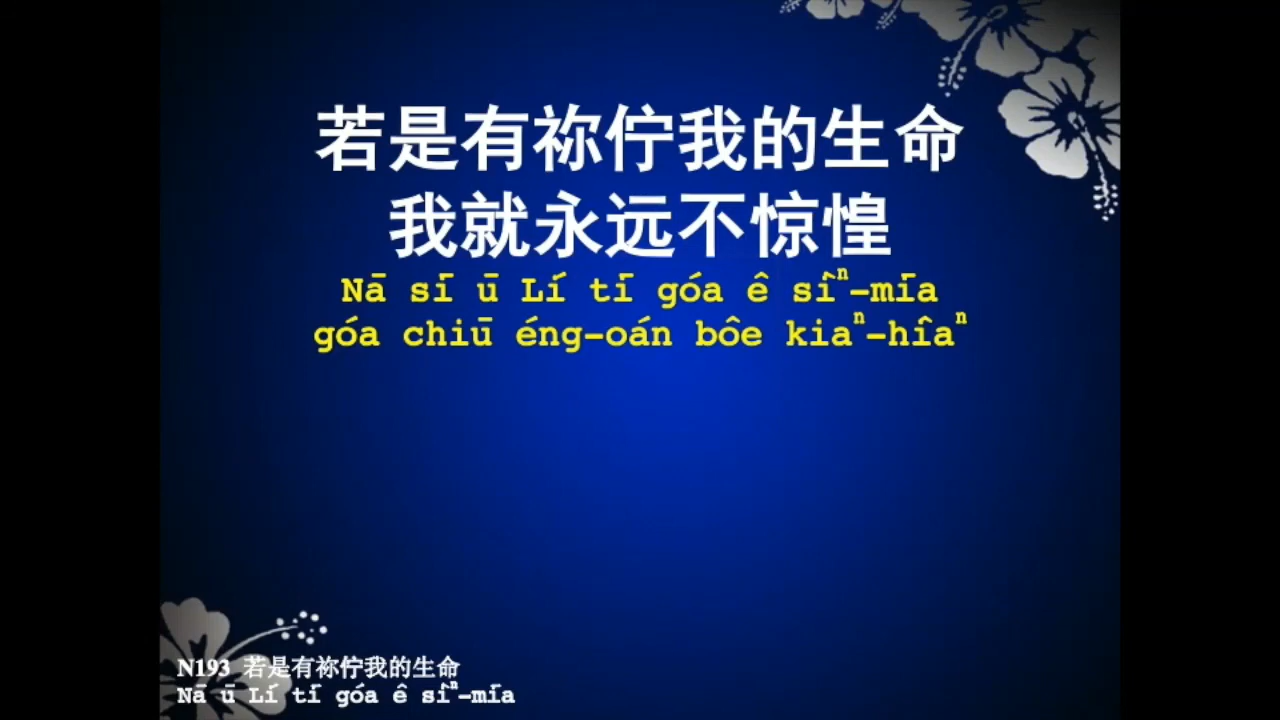 若是有祢佇我的生命
我就永远不惊惶
Nā sī ū Lí tī góa ê sîⁿ-mīa
góa chiū éng-oán bôe kiaⁿ-hîaⁿ
N193 若是有祢佇我的生命
Nā ū Lí tī góa ê sîⁿ-mīa